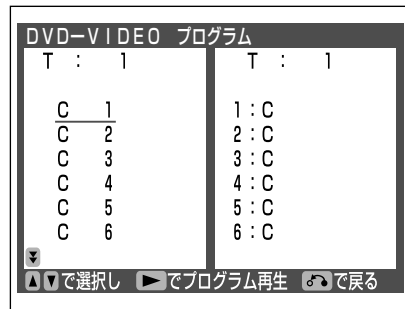 DVD-VIDEO プログラム
T : 1
C 1
C 2
C 3
C 4
C 5
C 6
T : 1
1 : C
2 : C
3 : C
4 : C
5 : C
6 : C
▲▼で選択し ►でプログラム再生 で戻る